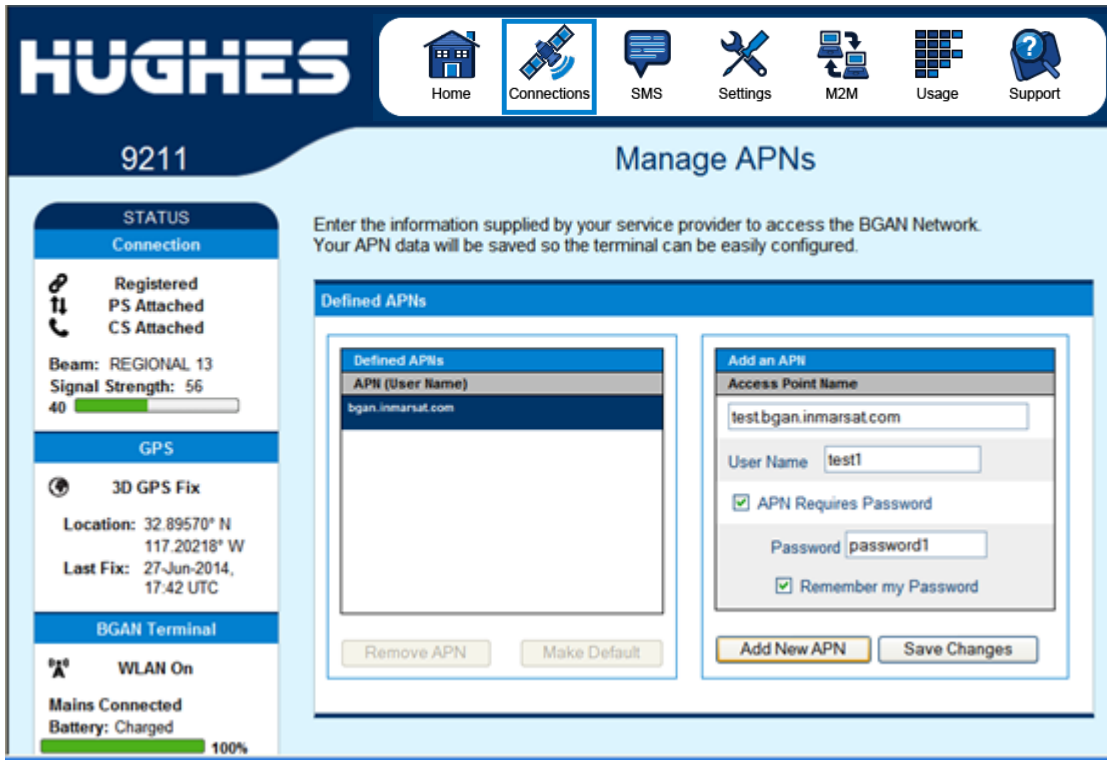 HUGHES
Home
Connections
SMS
Settings
M2M
Usage
Support
9211
Manage APNs
STATUS
Connection
Registered
PS Attached
CS Attached
Beam: REGIONAL 13
Signal Strength: 56
40
GPS
3D GPS Fix
Location: 32.89570° N
117.20218° W
Last Fix: 27-Jun-2014,
17:42 UTC
BGAN Terminal
WLAN On
Mains Connected
Battery: Charged
100%
Enter the information supplied by your service provider to access the BGAN Network.
Your APN data will be saved so the terminal can be easily configured.
Defined APNs
Defined APNs
APN (User Name)
bgan.inmarsat.com
Remove APN
Make Default
Add an APN
Access Point Name
test.bgan.inmarsat.com
User Name test1
APN Requires Password
Password password1
Remember my Password
Add New APN
Save Changes